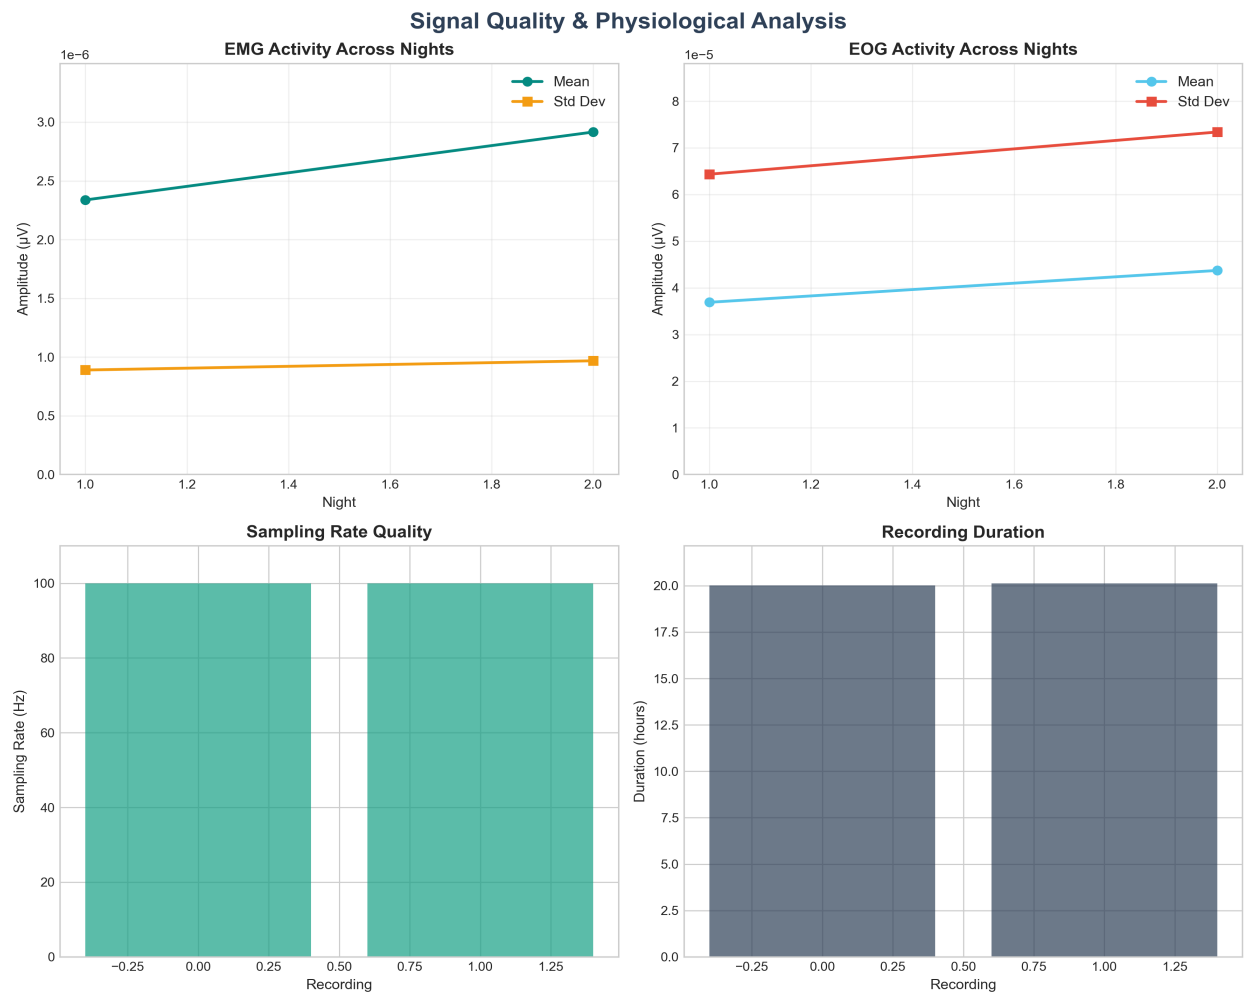 Signal Quality & Physiological Analysis
EMG Activity Across Nights
1e−6
Mean
Std Dev
3.0
2.5
2.0
1.5
1.0
0.5
0.0
Amplitude (μV)
1.0 1.2 1.4 1.6 1.8 2.0
Night
EOG Activity Across Nights
1e−5
Mean
Std Dev
8
7
6
5
4
3
2
1
0
Amplitude (μV)
1.0 1.2 1.4 1.6 1.8 2.0
Night
Sampling Rate Quality
100
80
60
40
20
0
Sampling Rate (Hz)
−0.25 0.00 0.25 0.50 0.75 1.00 1.25
Recording
Recording Duration
20.0
17.5
15.0
12.5
10.0
7.5
5.0
2.5
0.0
Duration (hours)
−0.25 0.00 0.25 0.50 0.75 1.00 1.25
Recording